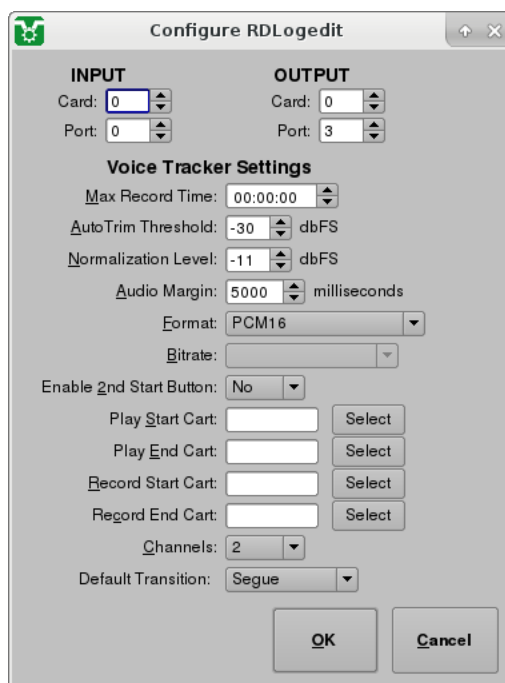 Configure RDLogedit
INPUT OUTPUT
Card: 0 Card: 0
Port: 0 Port: 3
Voice Tracker Settings
Max Record Time: 00:00:00
AutoTrim Threshold: -30 dbFS
Normalization Level: -11 dbFS
Audio Margin: 5000 milliseconds
Format: PCM16
Bitrate:
Enable 2nd Start Button: No
Play Start Cart: Select
Play End Cart: Select
Record Start Cart: Select
Record End Cart: Select
Channels: 2
Default Transition: Segue
OK Cancel